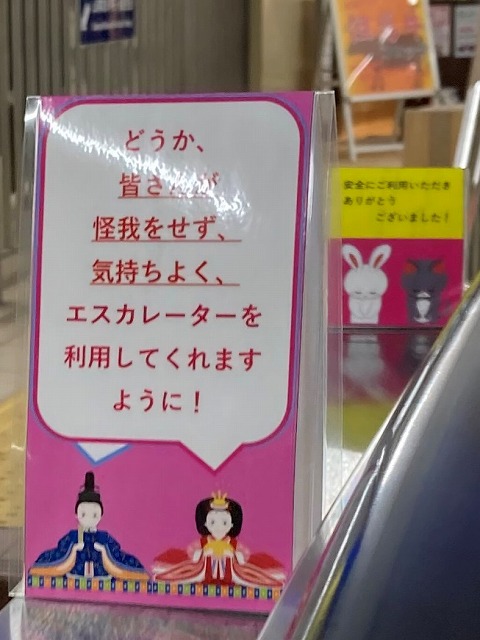 どうか、
皆さんが
怪我をせず、
気持ちよく、
エスカレーターを
利用してくれます
ように！
安全にご利用いただき
ありがとう
ございました！